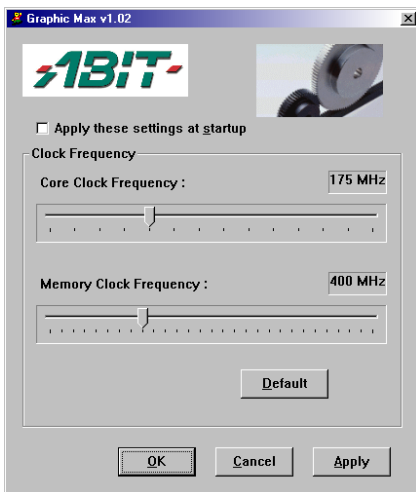 Graphic Max v1.02
ABIT
Apply these settings at startup
Clock Frequency
Core Clock Frequency :
175 MHz
Memory Clock Frequency :
400 MHz
Default
OK
Cancel
Apply